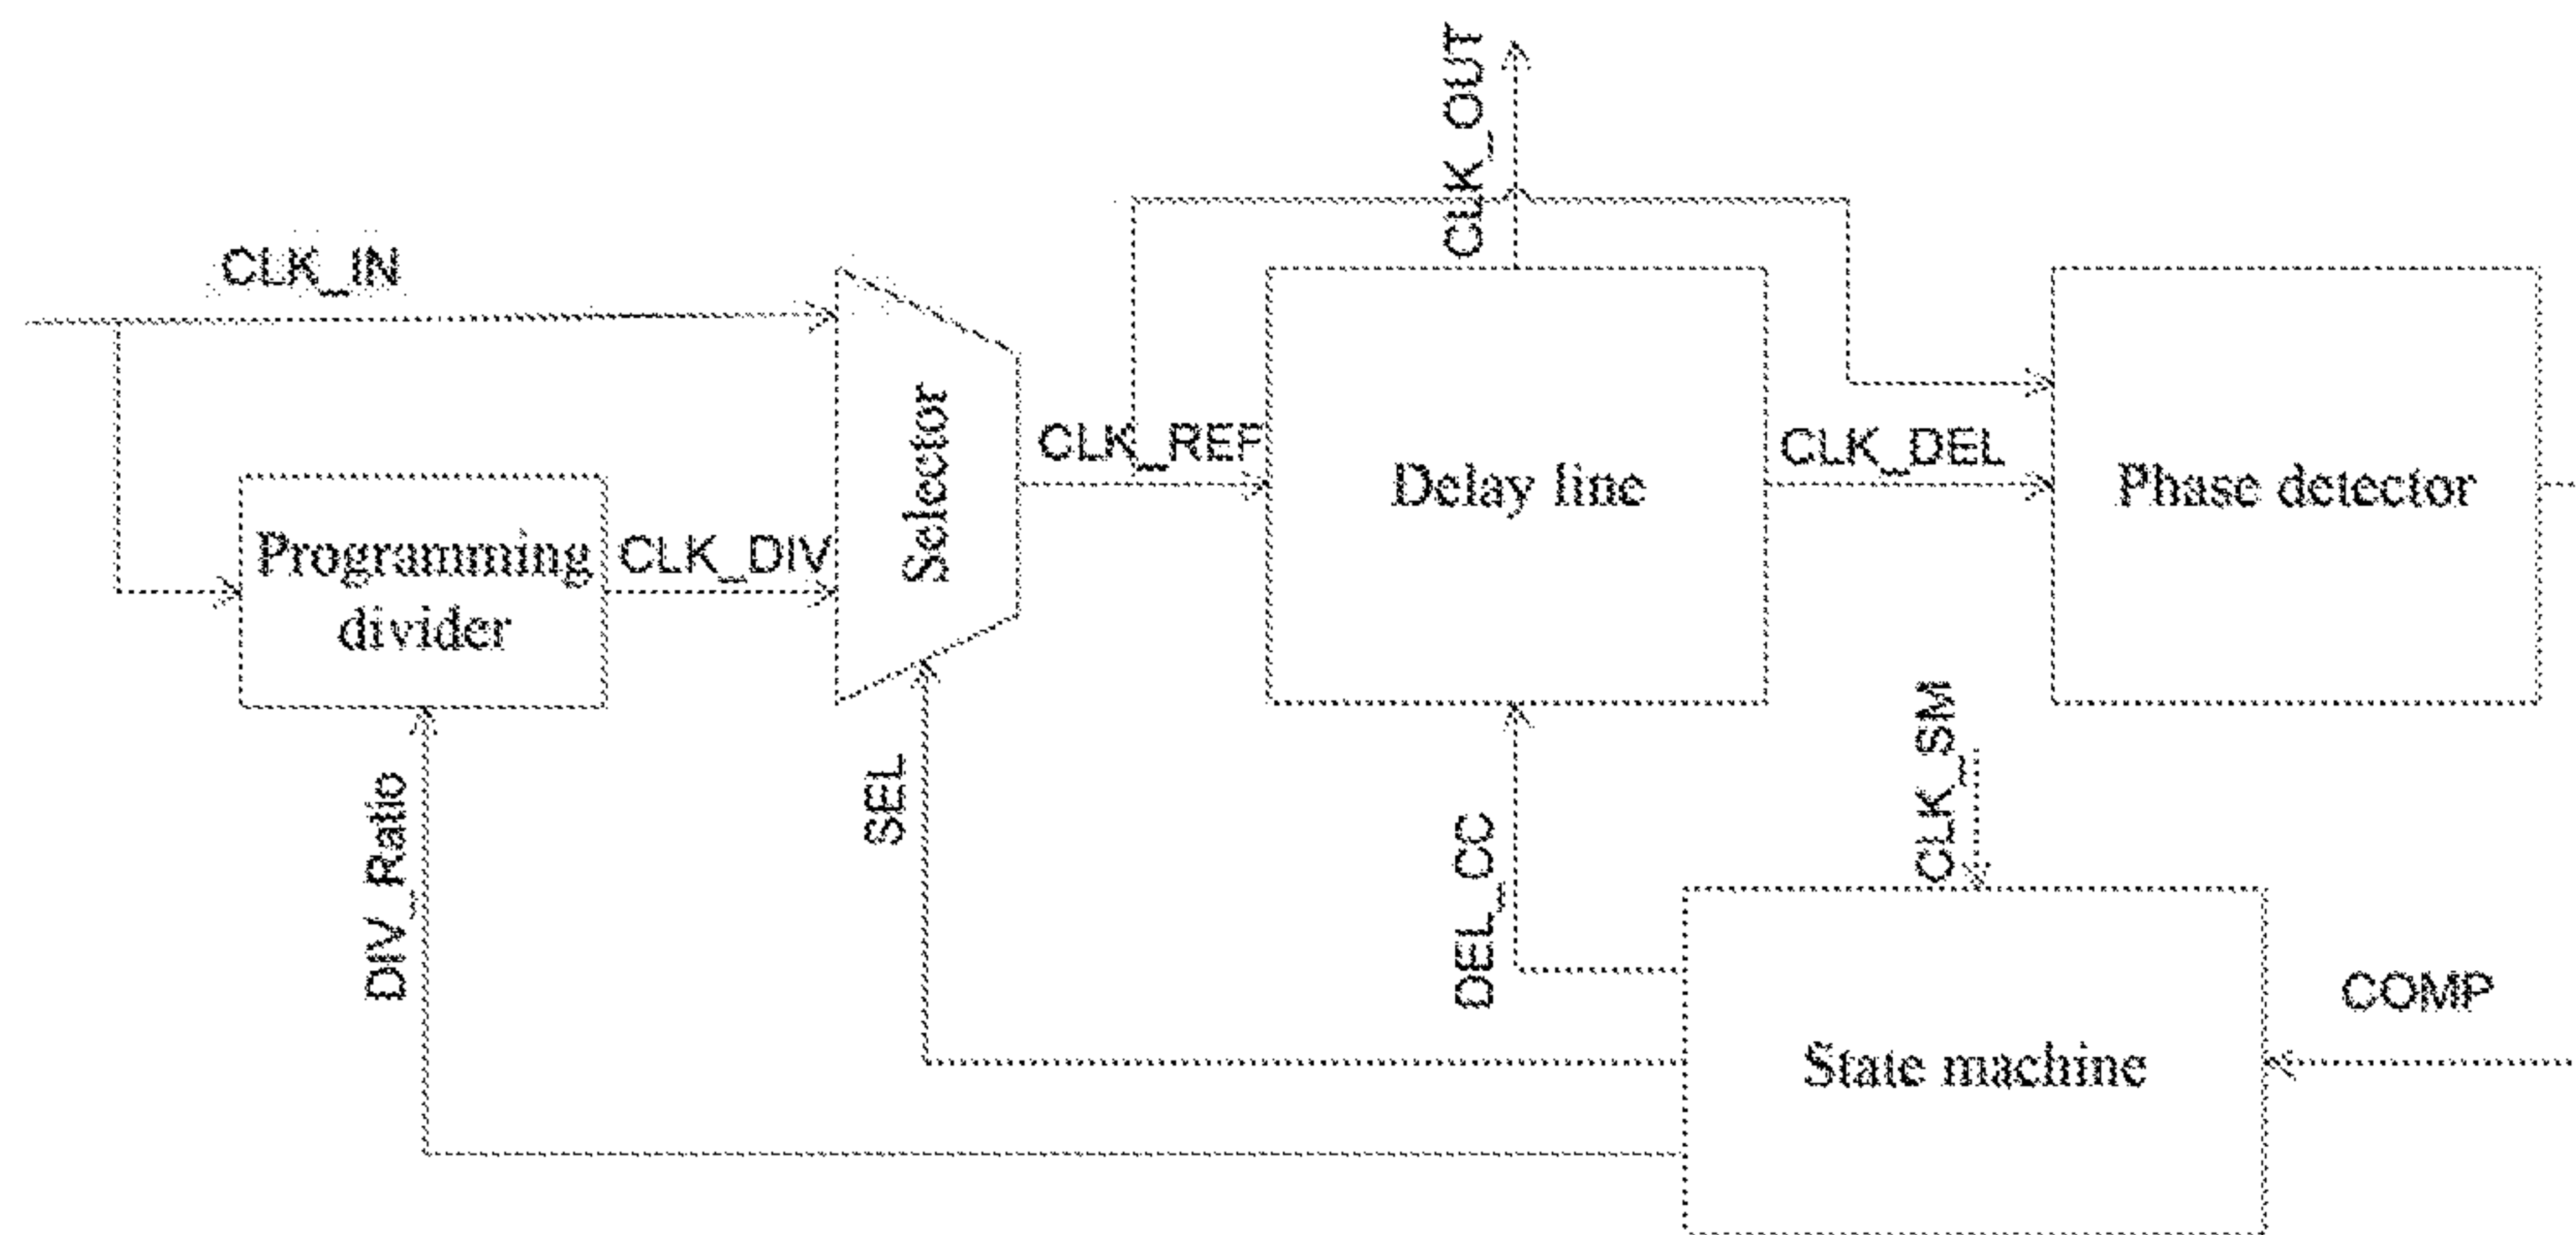 CLK_OUT
CLK_IN
Selector
CLK_REF
Delay line
CLK_DEL
Phase detector
Programming
divider
CLK_DIV
DIV_Ratio
SEL
DEL_CC
CLK_SM
State machine
COMP